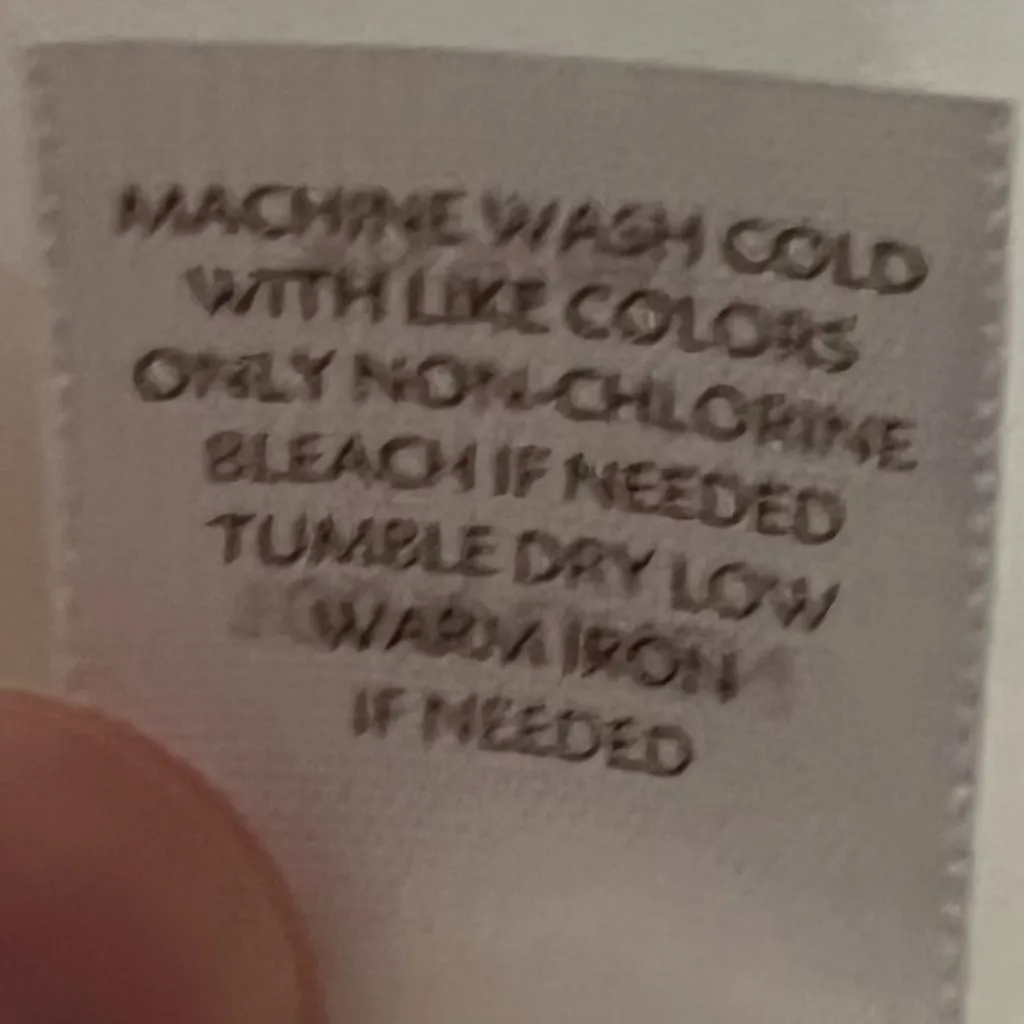 MACHINE WASH COLD
WITH LIKE COLORS
ONLY NON-CHLORINE
BLEACH IF NEEDED
TUMBLE DRY LOW
WARM IRON
IF NEEDED